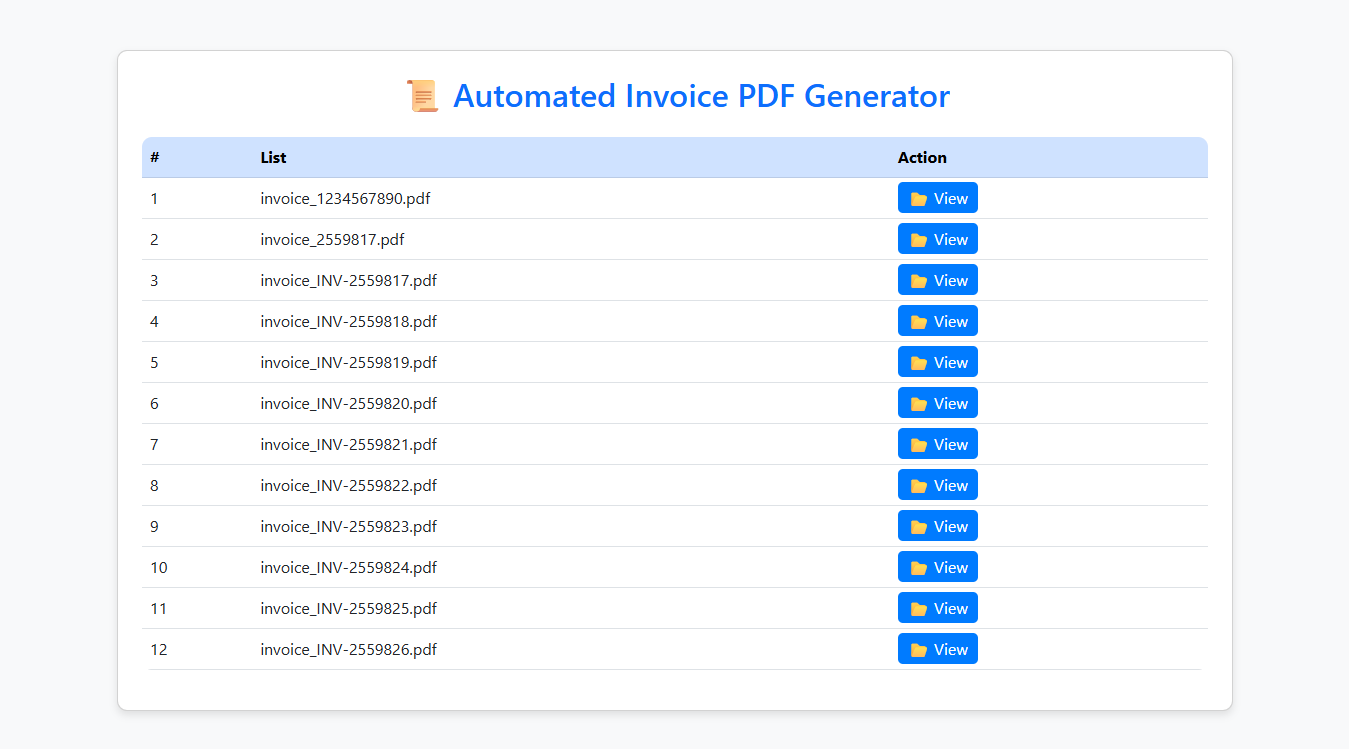 Automated Invoice PDF Generator
# List Action
1 invoice_1234567890.pdf View
2 invoice_2559817.pdf View
3 invoice_INV-2559817.pdf View
4 invoice_INV-2559818.pdf View
5 invoice_INV-2559819.pdf View
6 invoice_INV-2559820.pdf View
7 invoice_INV-2559821.pdf View
8 invoice_INV-2559822.pdf View
9 invoice_INV-2559823.pdf View
10 invoice_INV-2559824.pdf View
11 invoice_INV-2559825.pdf View
12 invoice_INV-2559826.pdf View